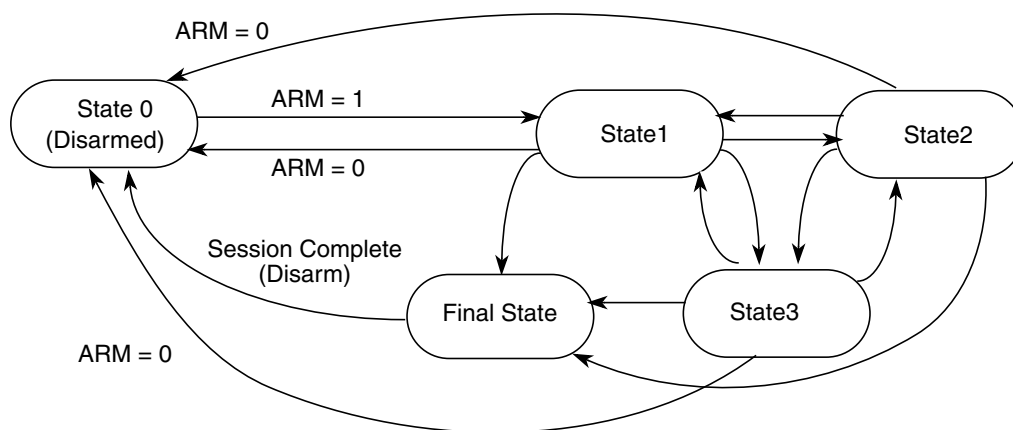 ARM = 0
State 0
(Disarmed)
ARM = 1
State1
State2
ARM = 0
Session Complete
(Disarm)
Final State
State3
ARM = 0